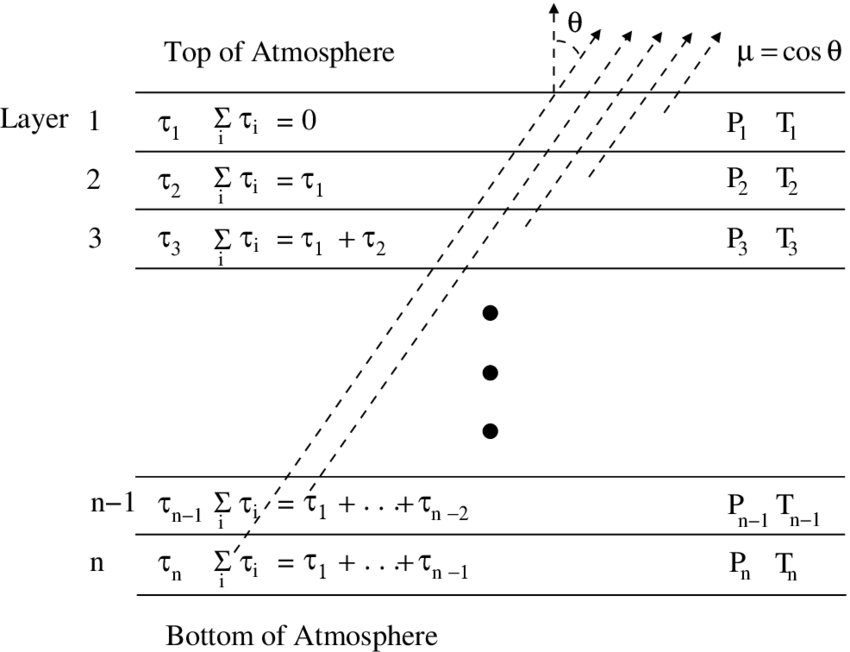 θ
Top of Atmosphere μ = cos θ
Layer 1 τ₁ Σᵢ τᵢ = 0 P₁ T₁
2 τ₂ Σᵢ τᵢ = τ₁ P₂ T₂
3 τ₃ Σᵢ τᵢ = τ₁ + τ₂ P₃ T₃
n−1 τₙ₋₁ Σᵢ τᵢ = τ₁ + . . . + τₙ₋₂ Pₙ₋₁ Tₙ₋₁
n τₙ Σᵢ τᵢ = τ₁ + . . . + τₙ₋₁ Pₙ Tₙ
Bottom of Atmosphere